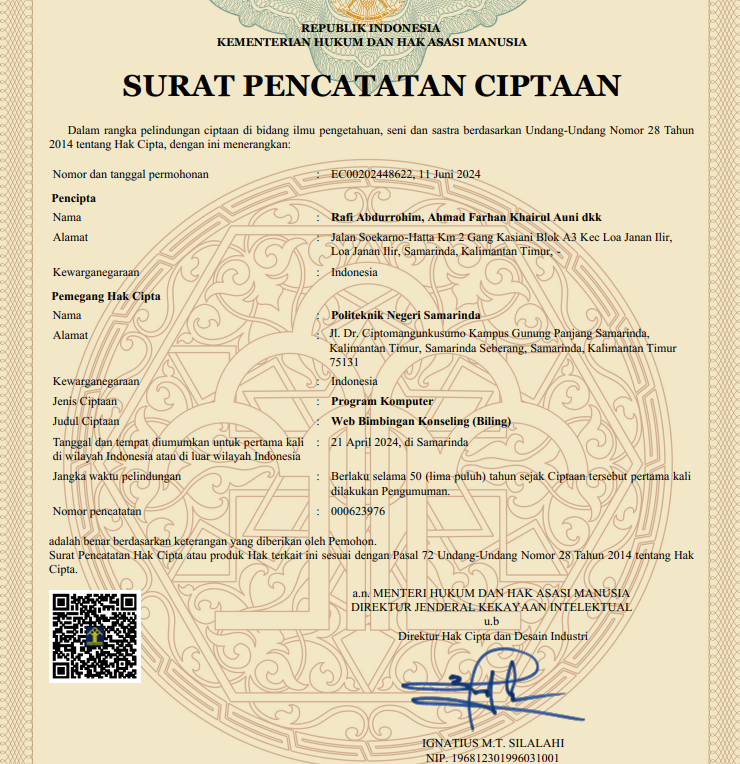 REPUBLIK INDONESIA
KEMENTERIAN HUKUM DAN HAK ASASI MANUSIA
SURAT PENCATATAN CIPTAAN
Dalam rangka pelindungan ciptaan di bidang ilmu pengetahuan, seni dan sastra berdasarkan Undang-Undang Nomor 28 Tahun
2014 tentang Hak Cipta, dengan ini menerangkan:
Nomor dan tanggal permohonan : EC00202448622, 11 Juni 2024
Pencipta
Nama : Rafi Abdurrohim, Ahmad Farhan Khairul Auni dkk
Alamat : Jalan Soekarno-Hatta Km 2 Gang Kasiani Blok A3 Kec Loa Janan Ilir,
Loa Janan Ilir, Samarinda, Kalimantan Timur, -
Kewarganegaraan : Indonesia
Pemegang Hak Cipta
Nama : Politeknik Negeri Samarinda
Alamat : Jl. Dr. Ciptomangunkusumo Kampus Gunung Panjang Samarinda,
Kalimantan Timur, Samarinda Seberang, Samarinda, Kalimantan Timur
75131
Kewarganegaraan : Indonesia
Jenis Ciptaan : Program Komputer
Judul Ciptaan : Web Bimbingan Konseling (Biling)
Tanggal dan tempat diumumkan untuk pertama kali : 21 April 2024, di Samarinda
di wilayah Indonesia atau di luar wilayah Indonesia
Jangka waktu pelindungan : Berlaku selama 50 (lima puluh) tahun sejak Ciptaan tersebut pertama kali
dilakukan Pengumuman.
Nomor pencatatan : 000623976
adalah benar berdasarkan keterangan yang diberikan oleh Pemohon.
Surat Pencatatan Hak Cipta atau produk Hak terkait ini sesuai dengan Pasal 72 Undang-Undang Nomor 28 Tahun 2014 tentang Hak
Cipta.
a.n. MENTERI HUKUM DAN HAK ASASI MANUSIA
DIREKTUR JENDERAL KEKAYAAN INTELEKTUAL
u.b
Direktur Hak Cipta dan Desain Industri
IGNATIUS M.T. SILALAHI
NIP. 196812301996031001